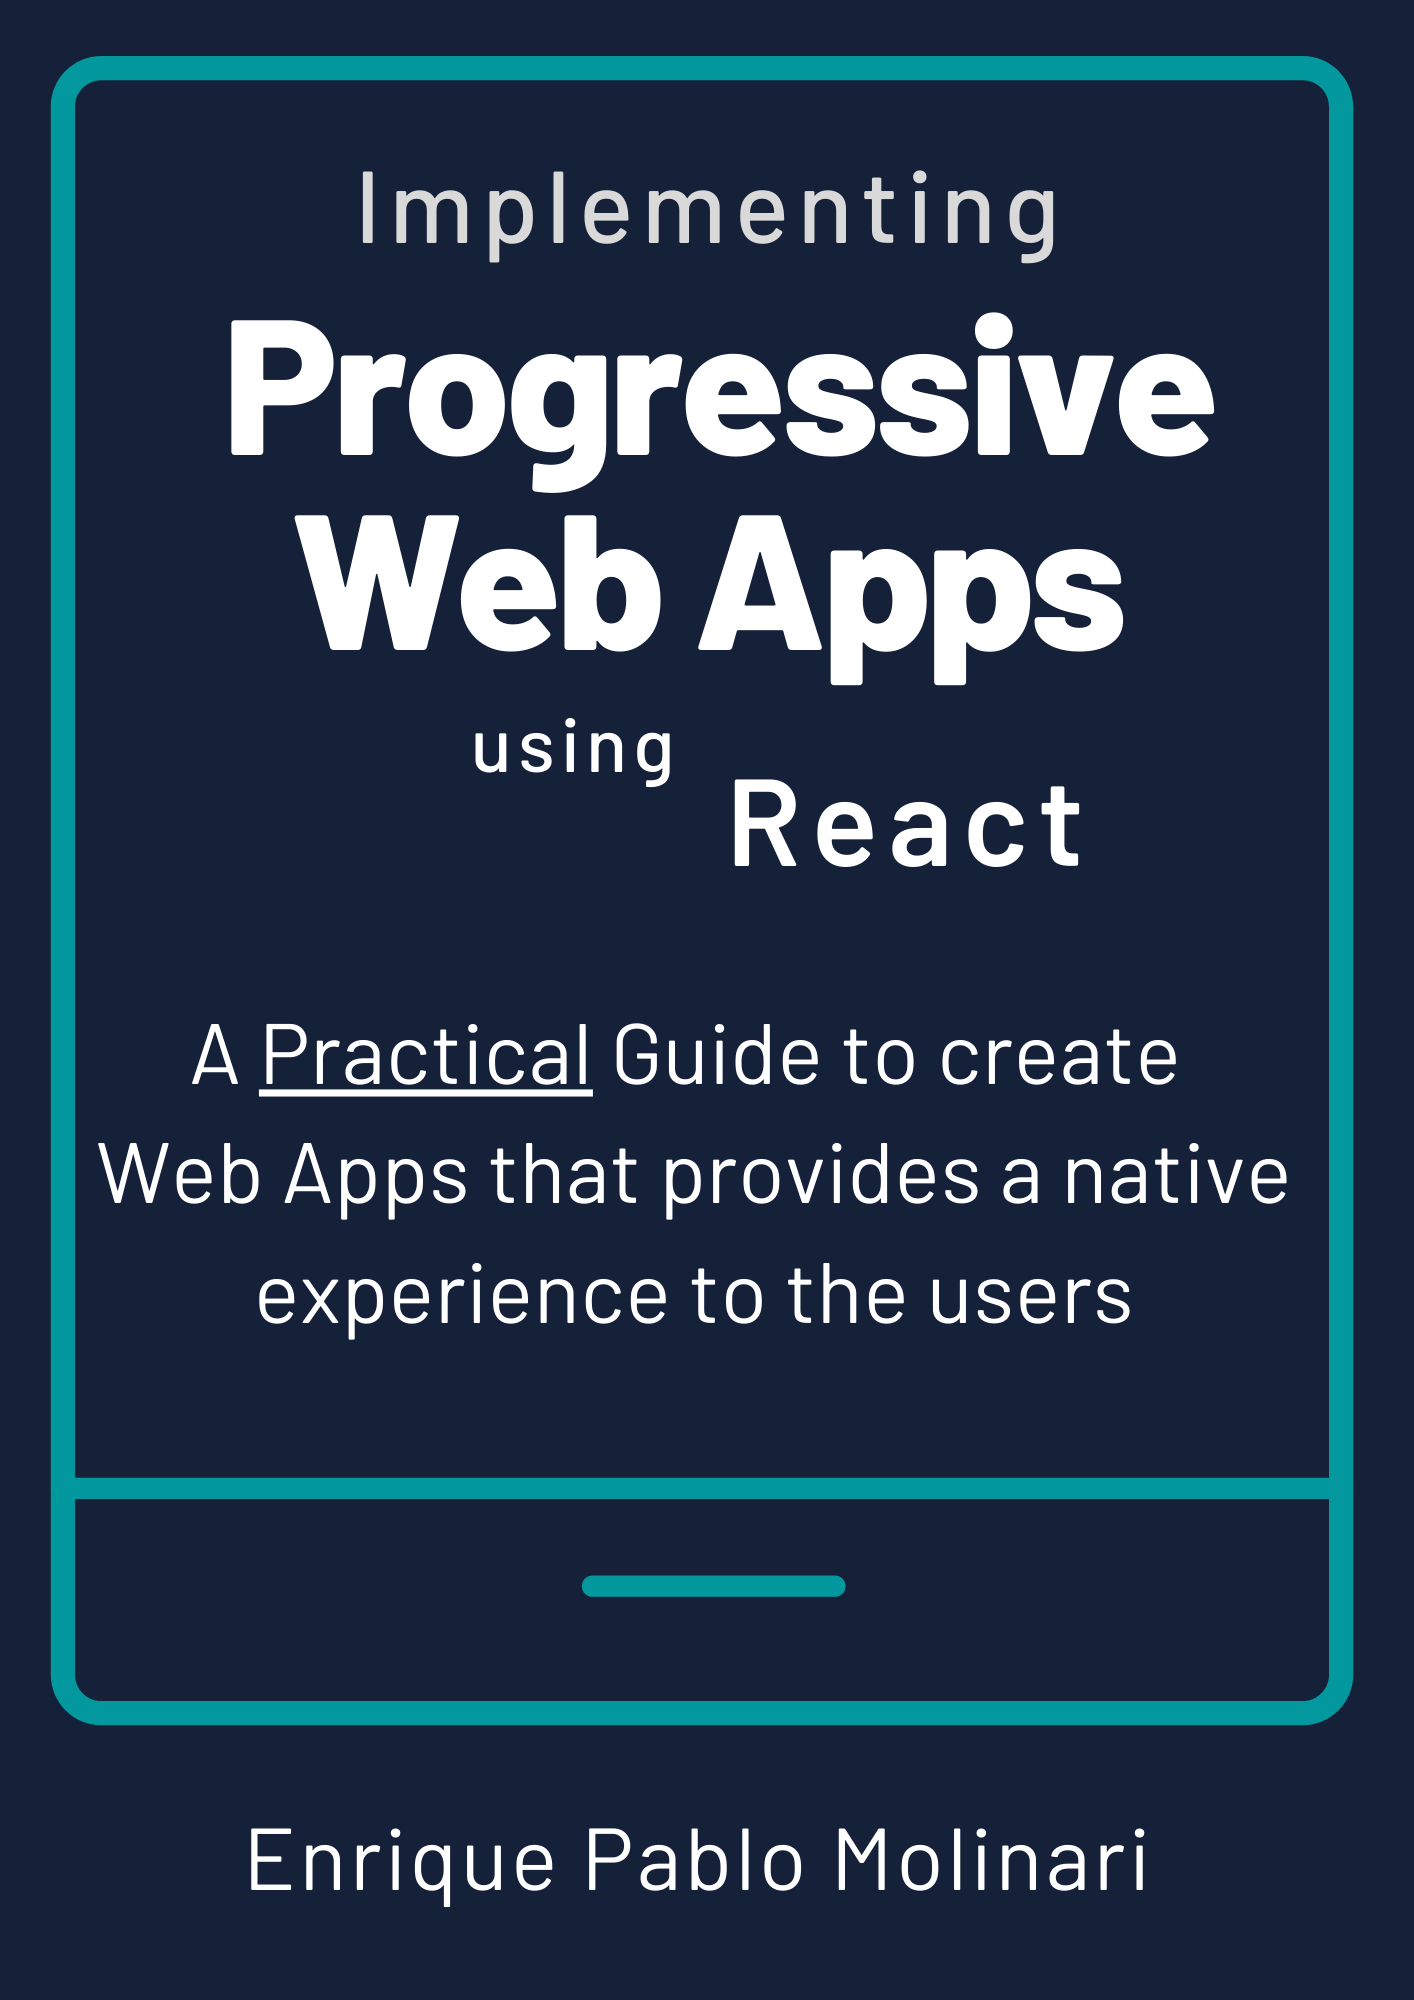 Implementing
Progressive
Web Apps
using
React
A Practical Guide to create
Web Apps that provides a native
experience to the users
Enrique Pablo Molinari